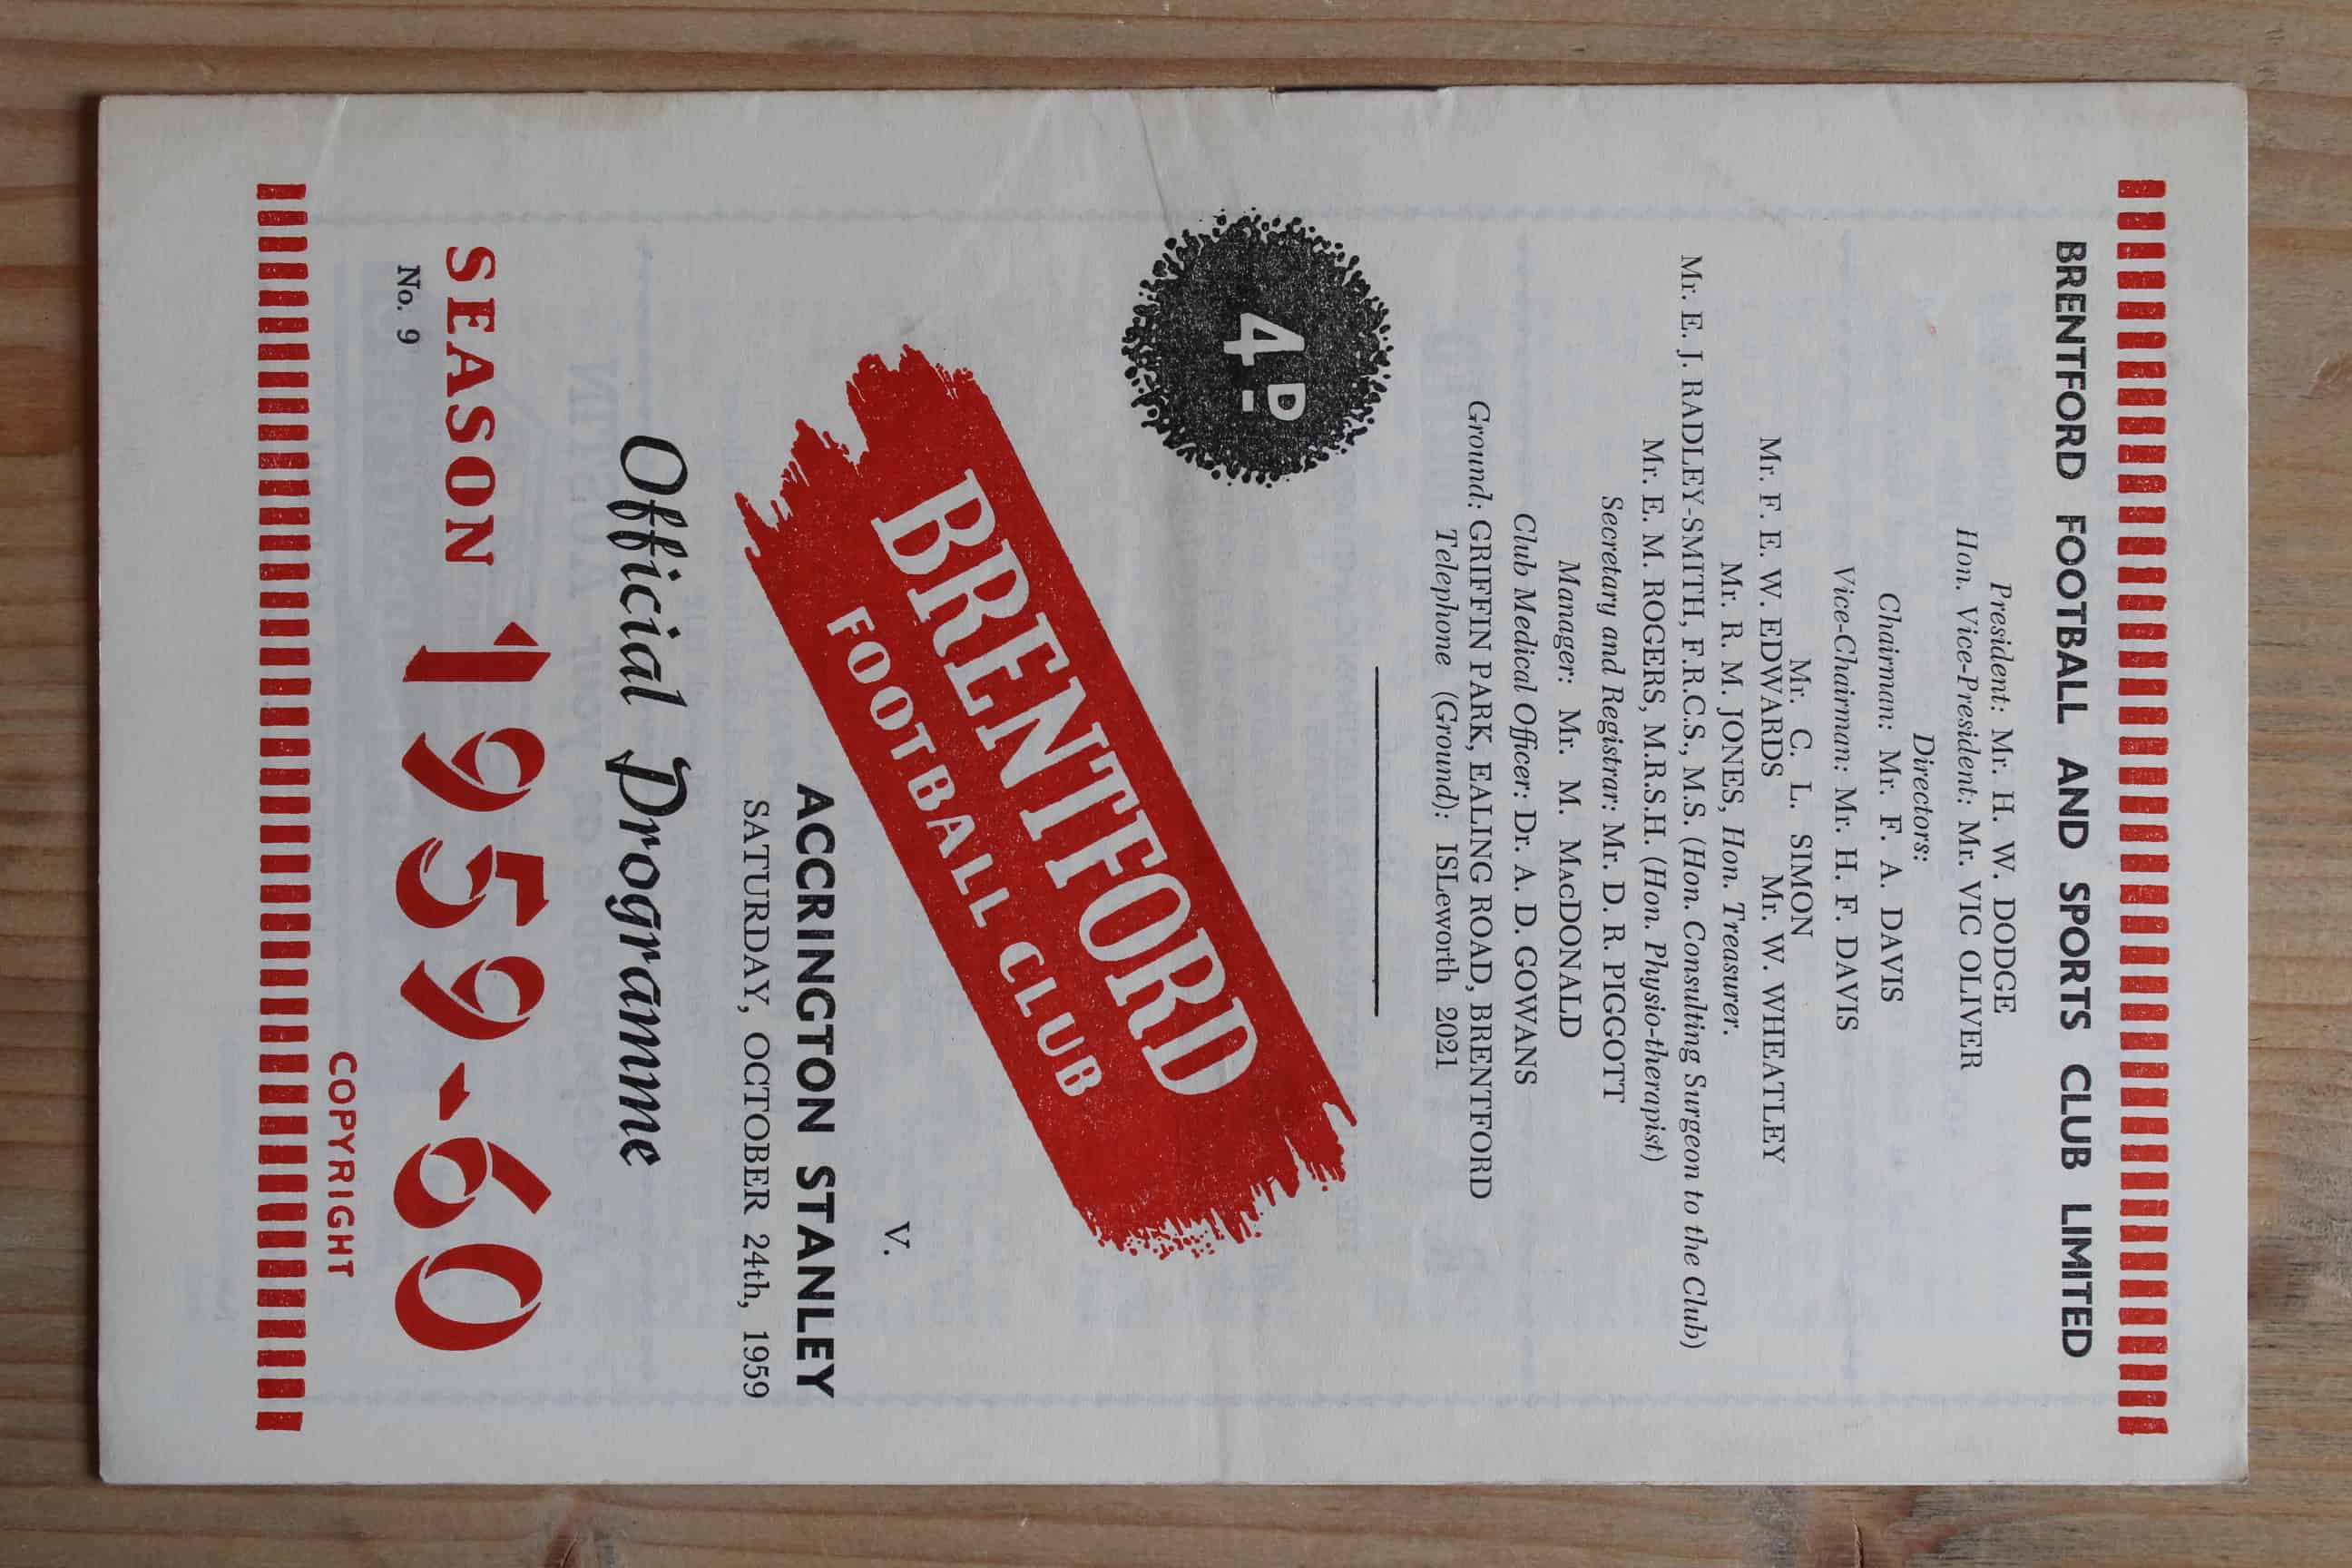 BRENTFORD FOOTBALL AND SPORTS CLUB LIMITED
President: Mr. H. W. DODGE
Hon. Vice-President: Mr. VIC OLIVER
Directors:
Chairman: Mr. F. A. DAVIS
Vice-Chairman: Mr. H. F. DAVIS
Mr. C. L. SIMON
Mr. F. E. W. EDWARDS Mr. W. WHEATLEY
Mr. R. M. JONES, Hon. Treasurer.
Mr. E. J. RADLEY-SMITH, F.R.C.S., M.S. (Hon. Consulting Surgeon to the Club)
Mr. E. M. ROGERS, M.R.S.H. (Hon. Physio-therapist)
Secretary and Registrar: Mr. D. R. PIGGOTT
Manager: Mr. M. MacDONALD
Club Medical Officer: Dr. A. D. GOWANS
Ground: GRIFFIN PARK, EALING ROAD, BRENTFORD
Telephone (Ground): ISLeworth 2021
4D
BRENTFORD
FOOTBALL CLUB
V.
ACCRINGTON STANLEY
SATURDAY, OCTOBER 24th, 1959
Official Programme
SEASON 1959-60
No. 9
COPYRIGHT